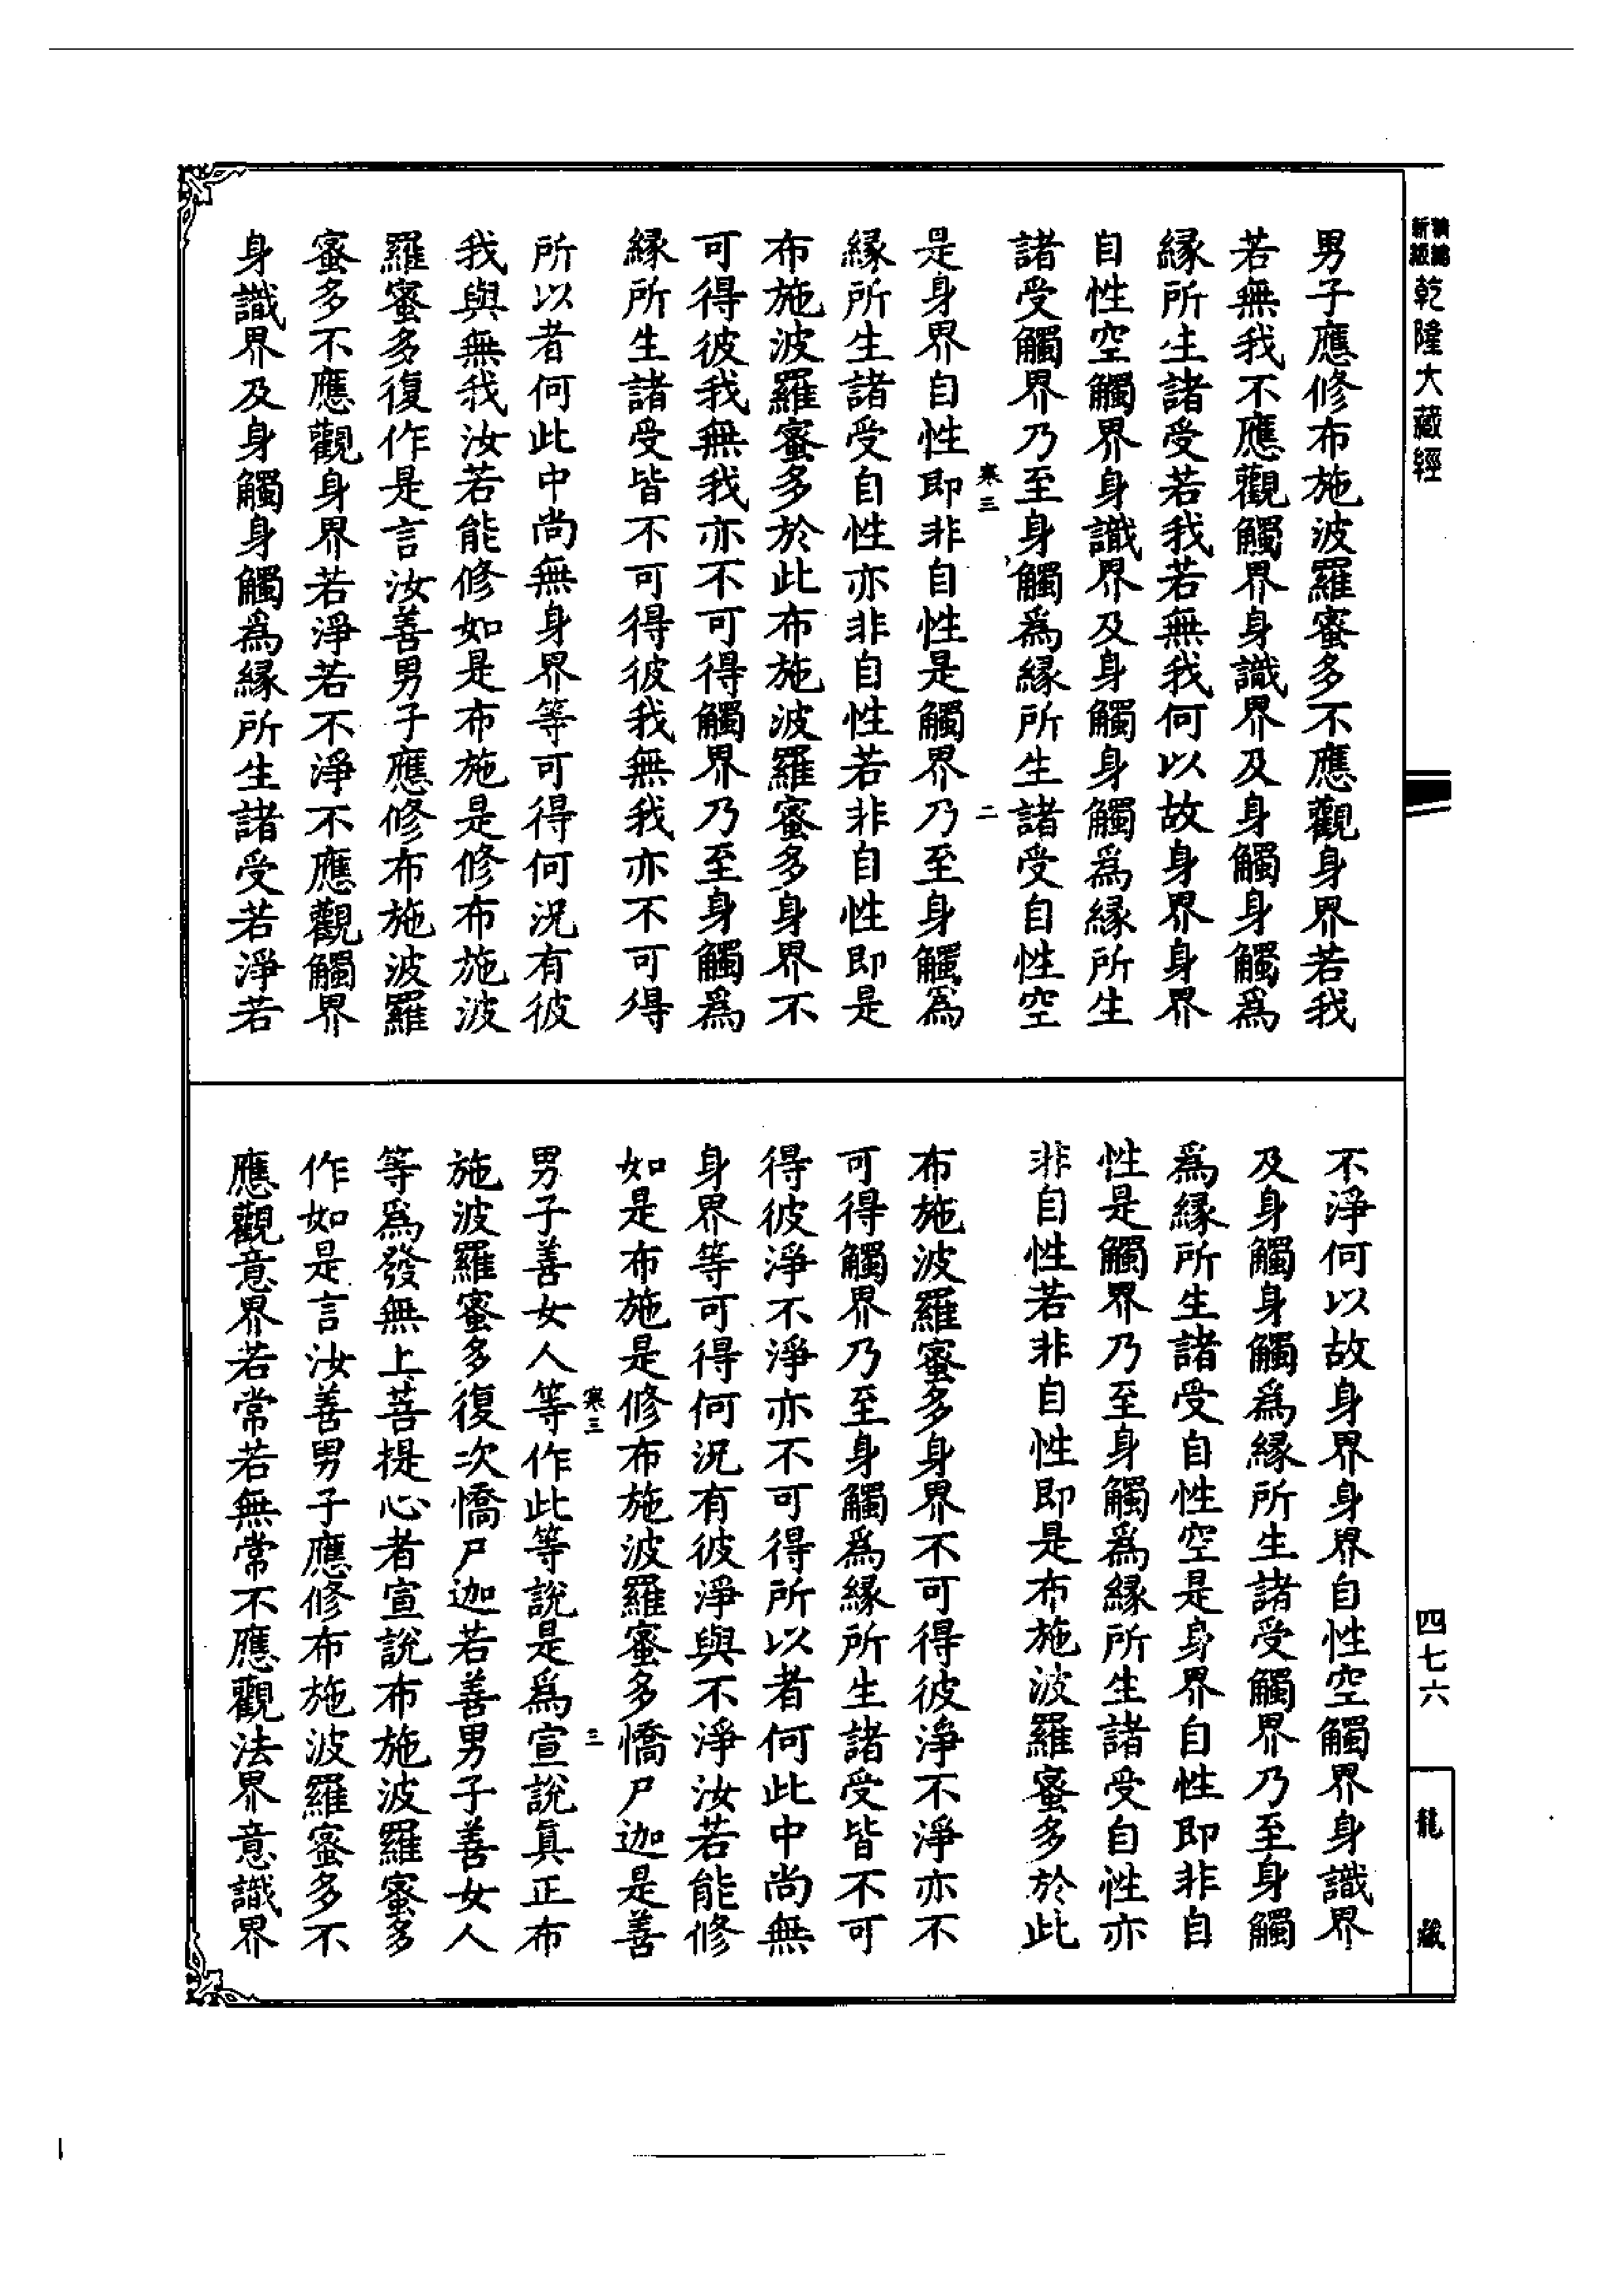 新編縮版乾隆大藏經
男子應修布施波羅蜜多不應觀身界若我
若無我不應觀觸界身識界及身觸身觸爲
縁所生諸受若我若無我何以故身界身界
自性空觸界身識界及身觸身觸爲縁所生
諸受觸界乃至身觸爲縁所生諸受自性空
寒三 二
是身界自性即非自性是觸界乃至身觸爲
縁所生諸受自性亦非自性若非自性即是
布施波羅蜜多於此布施波羅蜜多身界不
可得彼我無我亦不可得觸界乃至身觸爲
縁所生諸受皆不可得彼我無我亦不可得
所以者何此中尚無身界等可得何況有彼
我與無我汝若能修如是布施是修布施波
羅蜜多復作是言汝善男子應修布施波羅
蜜多不應觀身界若淨若不淨不應觀觸界
身識界及身觸身觸爲縁所生諸受若淨若
四七六
龍藏
不淨何以故身界身界自性空觸界身識界
及身觸身觸爲縁所生諸受觸界乃至身觸
爲縁所生諸受自性空是身界自性即非自
性是觸界乃至身觸爲縁所生諸受自性亦
非自性若非自性即是布施波羅蜜多於此
布施波羅蜜多身界不可得彼淨不淨亦不
可得觸界乃至身觸爲縁所生諸受皆不可
得彼淨不淨亦不可得所以者何此中尚無
身界等可得何況有彼淨與不淨汝若能修
如是布施是修布施波羅蜜多憍尸迦是善
寒三 三
男子善女人等作此等說是爲宣說真正布
施波羅蜜多復次憍尸迦若善男子善女人
等爲發無上菩提心者宣說布施波羅蜜多
作如是言汝善男子應修布施波羅蜜多不
應觀意界若常若無常不應觀法界意識界